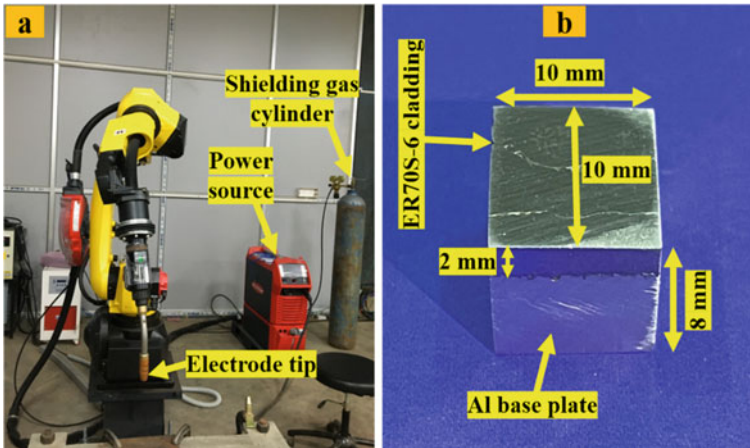 a
Shielding gas
cylinder
Power
source
Electrode tip
b
10 mm
ER70S-6 cladding
10 mm
2 mm
8 mm
Al base plate